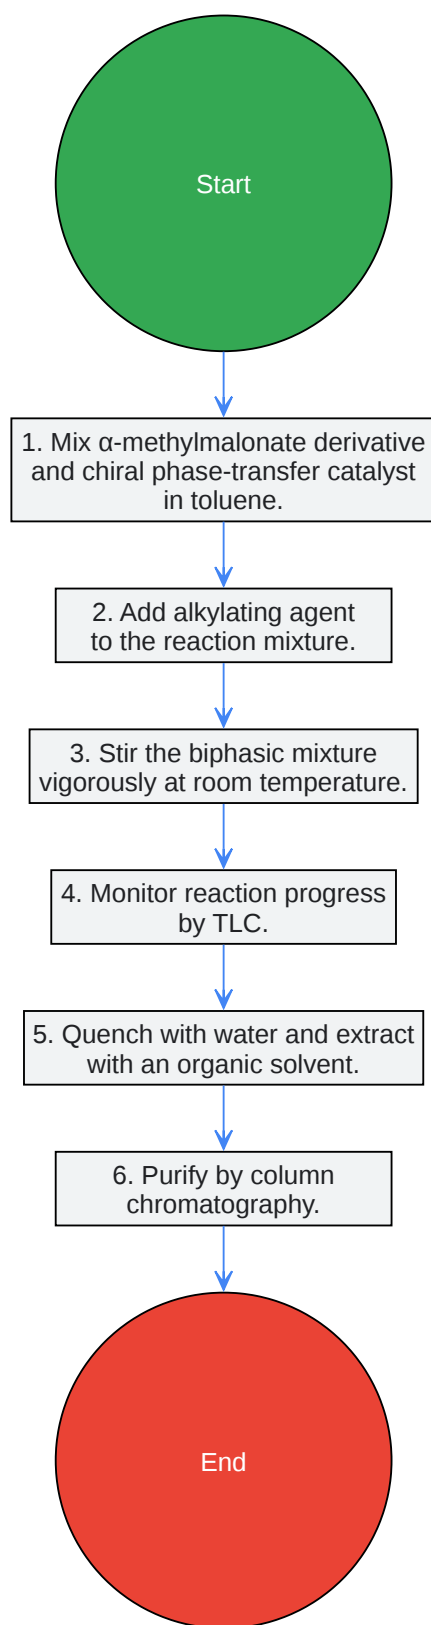 Start
1. Mix α-methylmalonate derivative
and chiral phase-transfer catalyst
in toluene.
2. Add alkylating agent
to the reaction mixture.
3. Stir the biphasic mixture
vigorously at room temperature.
4. Monitor reaction progress
by TLC.
5. Quench with water and extract
with an organic solvent.
6. Purify by column
chromatography.
End